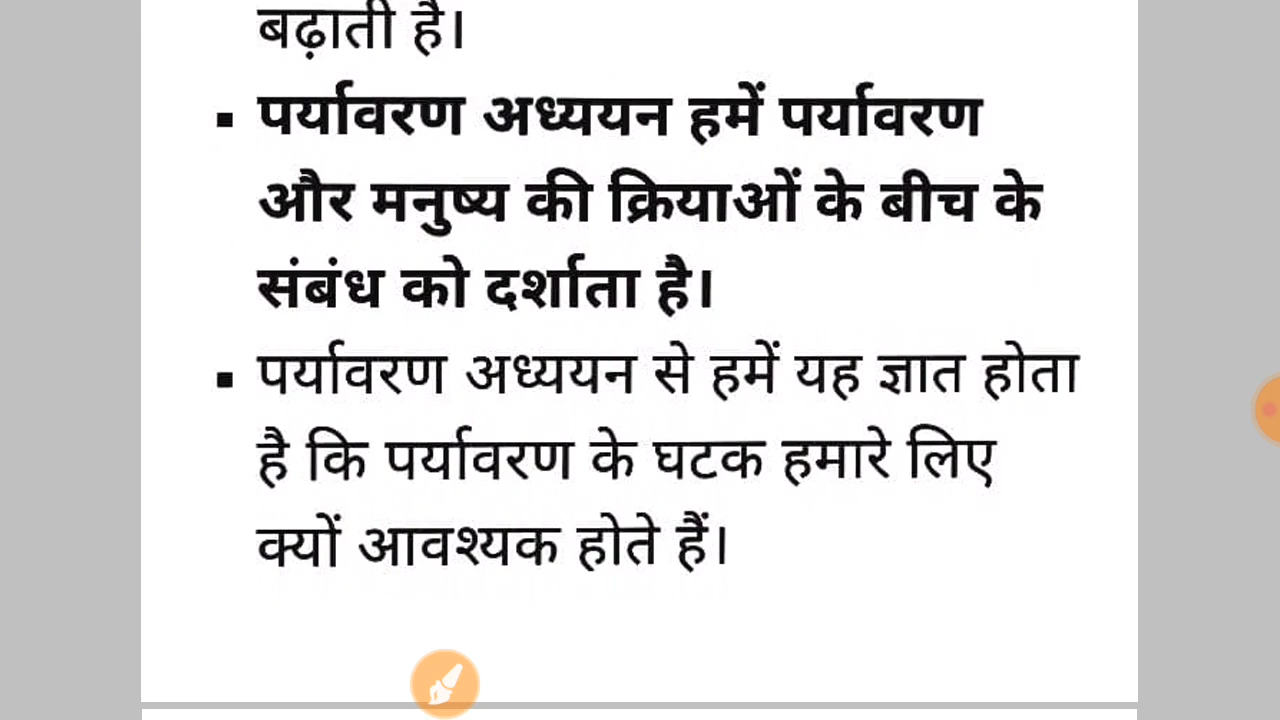 बढ़ाती है।
▪ पर्यावरण अध्ययन हमें पर्यावरण
और मनुष्य की क्रियाओं के बीच के
संबंध को दर्शाता है।
▪ पर्यावरण अध्ययन से हमें यह ज्ञात होता
है कि पर्यावरण के घटक हमारे लिए
क्यों आवश्यक होते हैं।